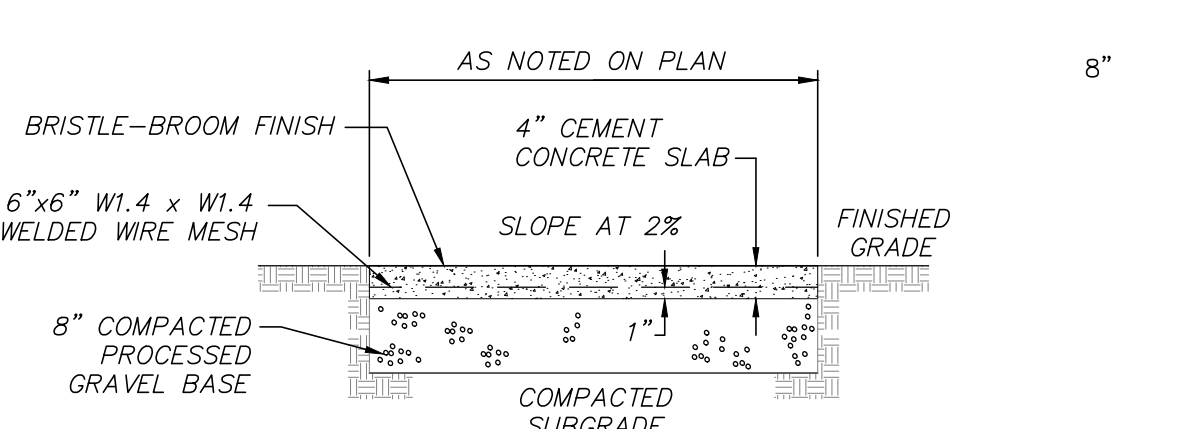 AS NOTED ON PLAN
8”
BRISTLE–BROOM FINISH
4” CEMENT
CONCRETE SLAB
6”x6” W1.4 x W1.4
WELDED WIRE MESH
SLOPE AT 2%
FINISHED
GRADE
8” COMPACTED
PROCESSED
GRAVEL BASE
1”
COMPACTED
SUBGRADE